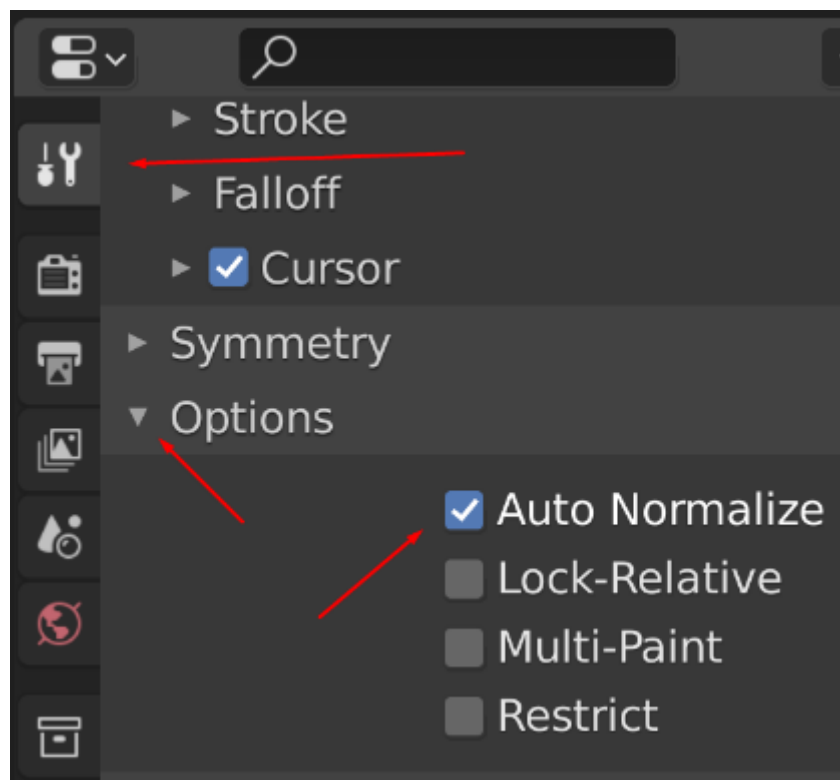 Stroke
Falloff
Cursor
Symmetry
Options
Auto Normalize
Lock-Relative
Multi-Paint
Restrict